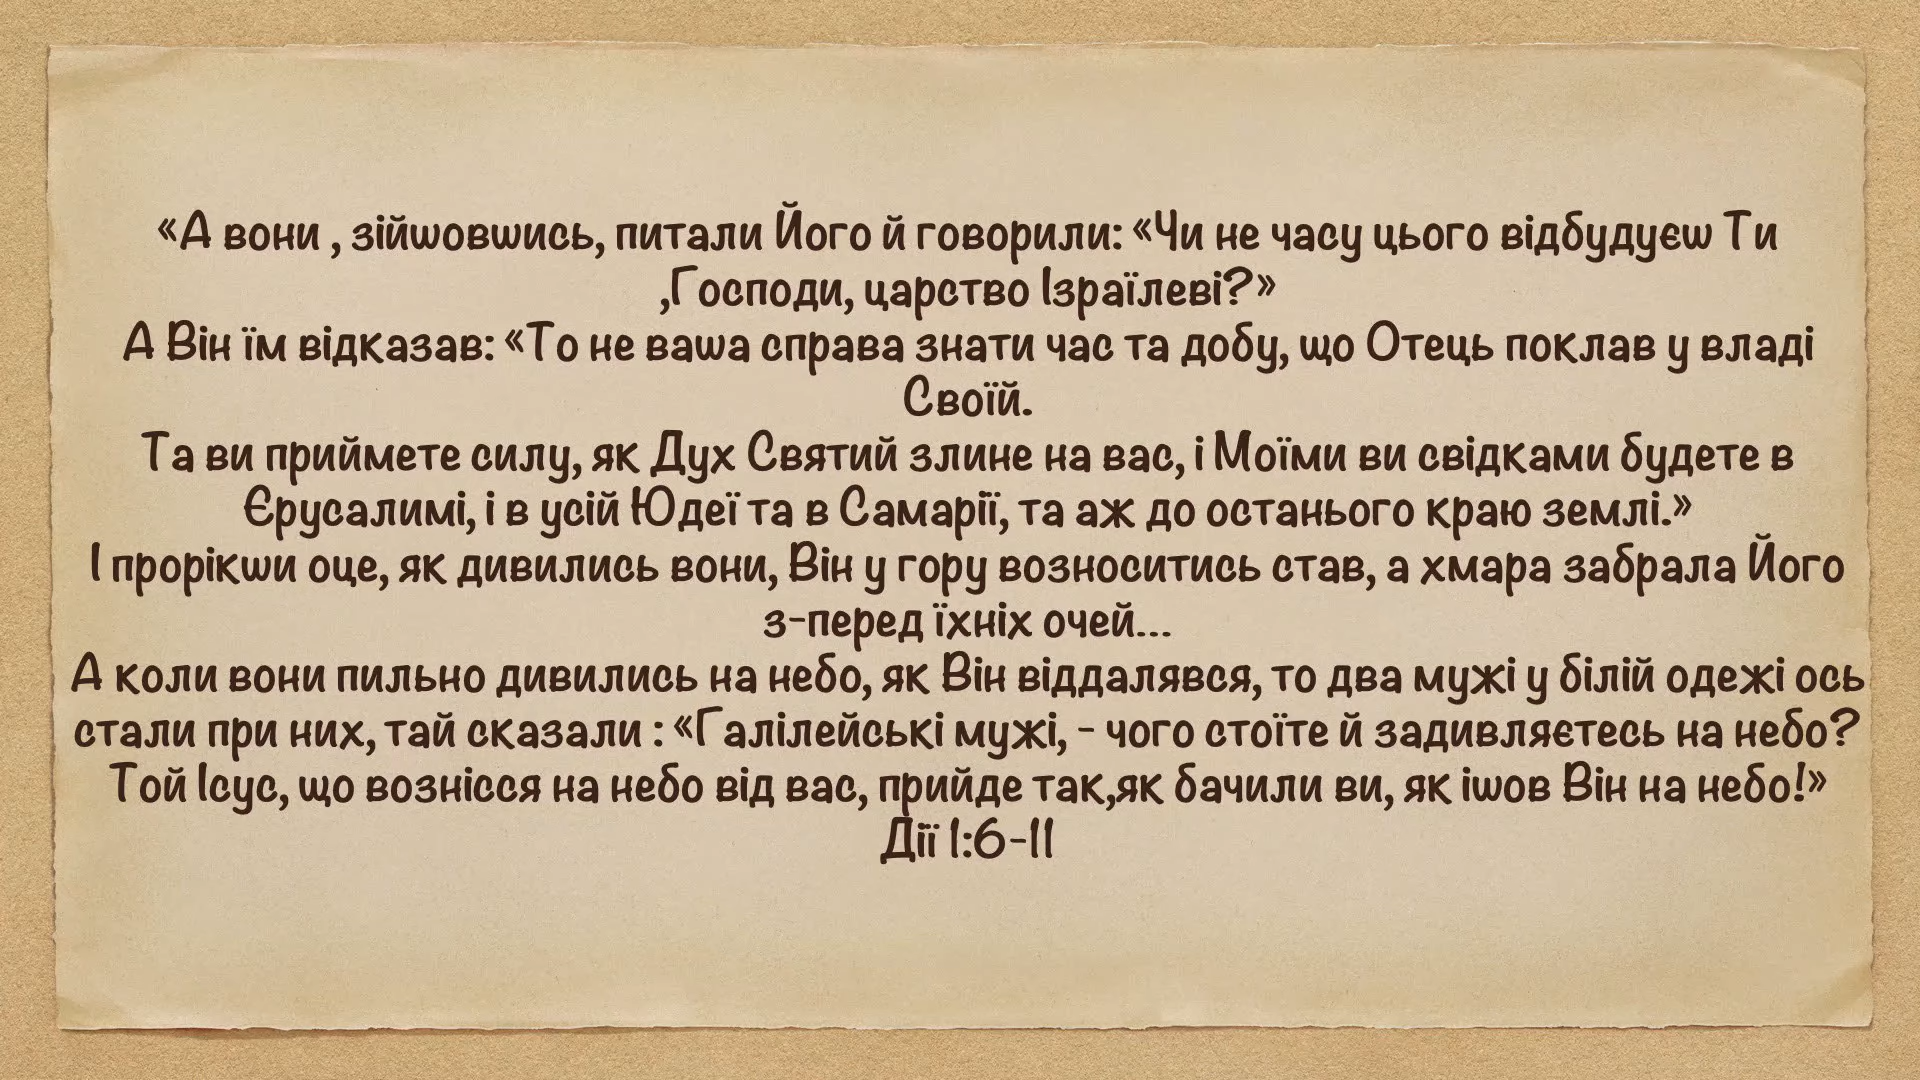 «А вони , зійшовшись, питали Його й говорили: «Чи не часу цього відбудуєш Ти
,Господи, царство Ізраїлеві?»
А Він їм відказав: «То не ваша справа знати час та добу, що Отець поклав у владі
Своїй.
Та ви приймете силу, як Дух Святий злине на вас, і Моїми ви свідками будете в
Єрусалимі, і в усій Юдеї та в Самарії, та аж до останього краю землі.»
І прорікши оце, як дивились вони, Він у гору возноситись став, а хмара забрала Його
з-перед їхніх очей...
А коли вони пильно дивились на небо, як Він віддалявся, то два мужі у білій одежі ось
стали при них, тай сказали : «Галілейські мужі, - чого стоїте й задивляєтесь на небо?
Той Ісус, що вознісся на небо від вас, прийде так,як бачили ви, як ішов Він на небо!»
Дії 1:6-11